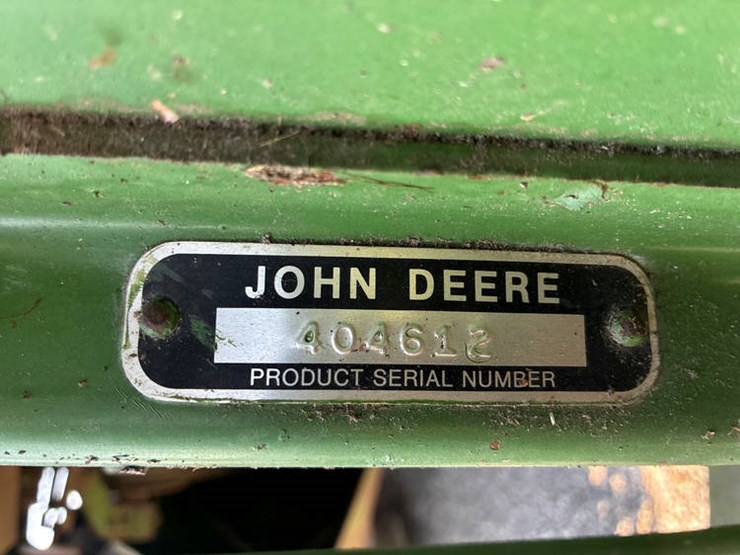 JOHN DEERE
404612
PRODUCT SERIAL NUMBER